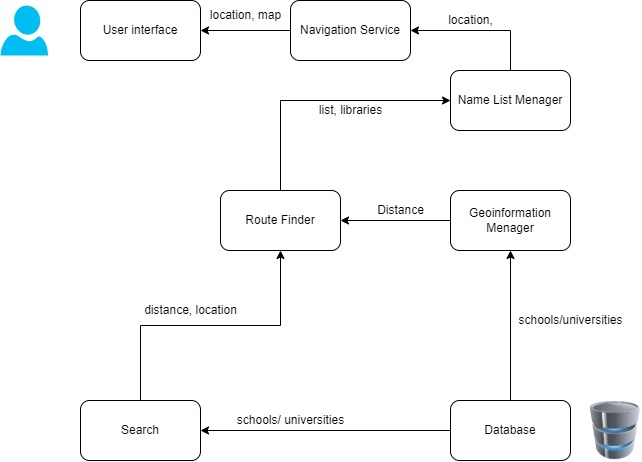 User interface
location, map
Navigation Service
location,
list, libraries
Name List Menager
Route Finder
Distance
Geoinformation
Menager
distance, location
schools/universities
Search
schools/ universities
Database